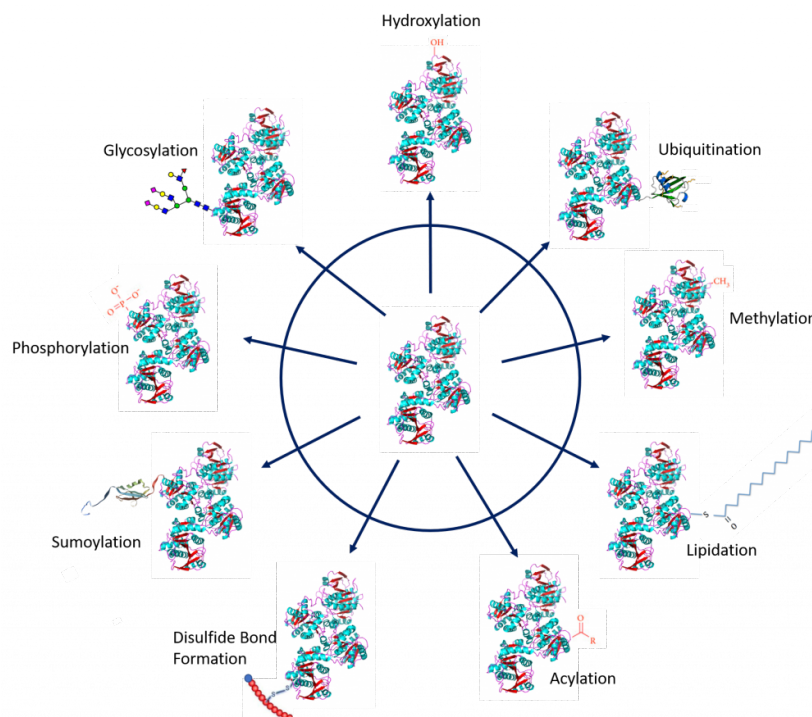 Hydroxylation
OH
Glycosylation
Ubiquitination
O⁻
O⁻
P
O
Phosphorylation
CH₃
Methylation
Sumoylation
S
O
Lipidation
Disulfide Bond
Formation
S
S
O
R
Acylation